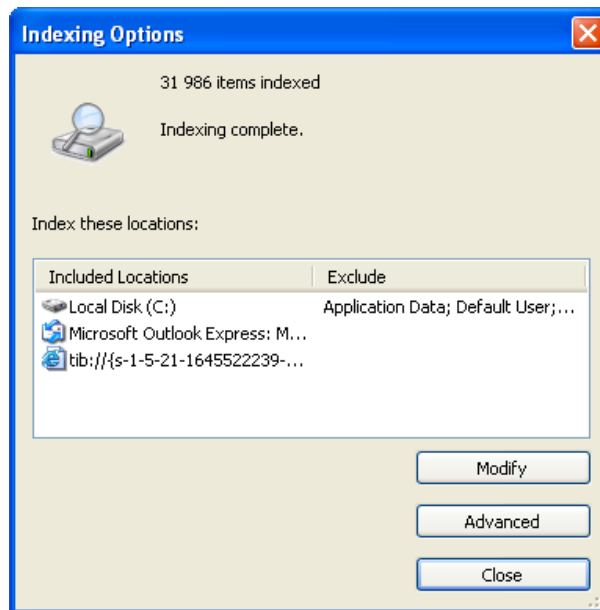 Indexing Options
31 986 items indexed
Indexing complete.
Index these locations:
Included Locations Exclude
Local Disk (C:) Application Data; Default User;...
Microsoft Outlook Express: M...
tib://{s-1-5-21-1645522239-...
Modify
Advanced
Close